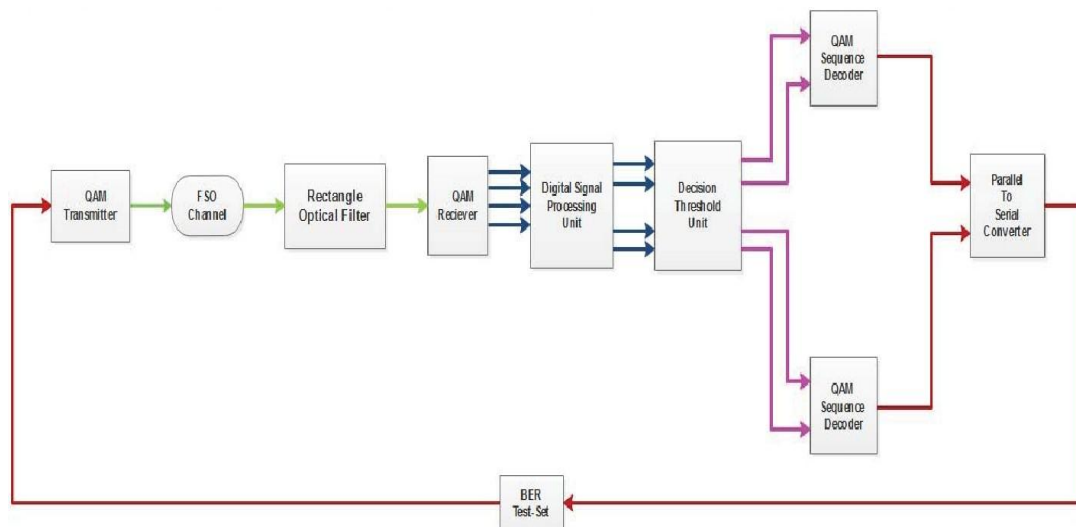 QAM
Transmitter
FSO
Channel
Rectangle
Optical Filter
QAM
Reciever
Digital Signal
Processing
Unit
Decision
Threshold
Unit
QAM
Sequence
Decoder
QAM
Sequence
Decoder
Parallel
To
Serial
Converter
BER
Test-Set